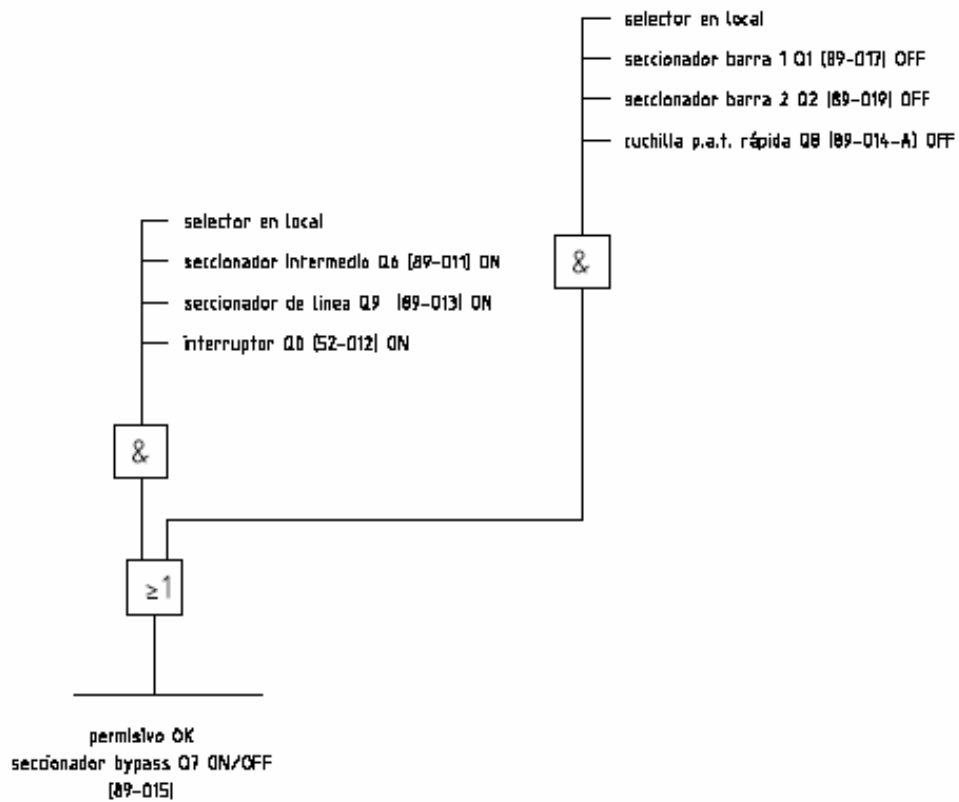 selector en local
seccionador barra 1 Q1 (89-017) OFF
seccionador barra 2 Q2 (89-019) OFF
cuchilla p.a.t. rápida Q8 (89-014-A) OFF
&
selector en local
seccionador intermedio Q6 (89-011) ON
seccionador de línea Q9 (89-013) ON
interruptor Q0 (52-012) ON
&
≥1
permisivo OK
seccionador bypass Q7 ON/OFF
(89-015)